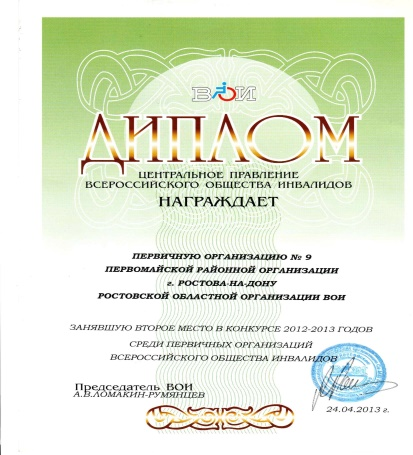 ВОИ
ДИПЛОМ
ЦЕНТРАЛЬНОЕ ПРАВЛЕНИЕ
ВСЕРОССИЙСКОГО ОБЩЕСТВА ИНВАЛИДОВ
НАГРАЖДАЕТ
ПЕРВИЧНУЮ ОРГАНИЗАЦИЮ № 9
ПЕРВОМАЙСКОЙ РАЙОННОЙ ОРГАНИЗАЦИИ
г. РОСТОВА-НА-ДОНУ
РОСТОВСКОЙ ОБЛАСТНОЙ ОРГАНИЗАЦИИ ВОИ
ЗАНЯВШУЮ ВТОРОЕ МЕСТО В КОНКУРСЕ 2012-2013 ГОДОВ
СРЕДИ ПЕРВИЧНЫХ ОРГАНИЗАЦИЙ
ВСЕРОССИЙСКОГО ОБЩЕСТВА ИНВАЛИДОВ
Председатель ВОИ
А.В.ЛОМАКИН-РУМЯНЦЕВ
24.04.2013 г.